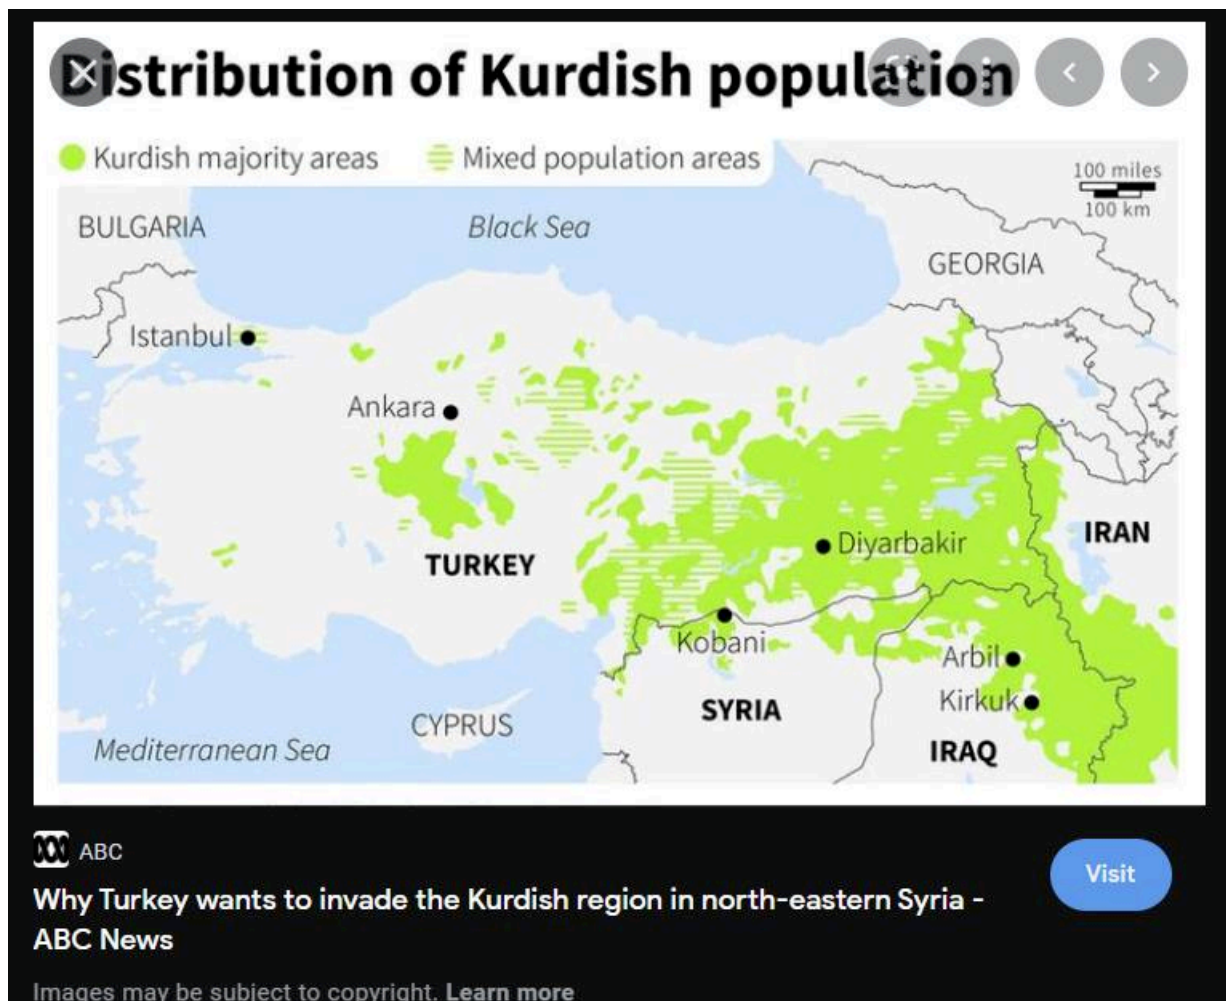 Distribution of Kurdish population
Kurdish majority areas
Mixed population areas
100 miles
100 km
BULGARIA
Black Sea
GEORGIA
Istanbul
Ankara
TURKEY
Diyarbakir
IRAN
Kobani
Arbil
Kirkuk
SYRIA
IRAQ
CYPRUS
Mediterranean Sea
ABC
Visit
Why Turkey wants to invade the Kurdish region in north-eastern Syria -
ABC News
Images may be subject to copyright. Learn more